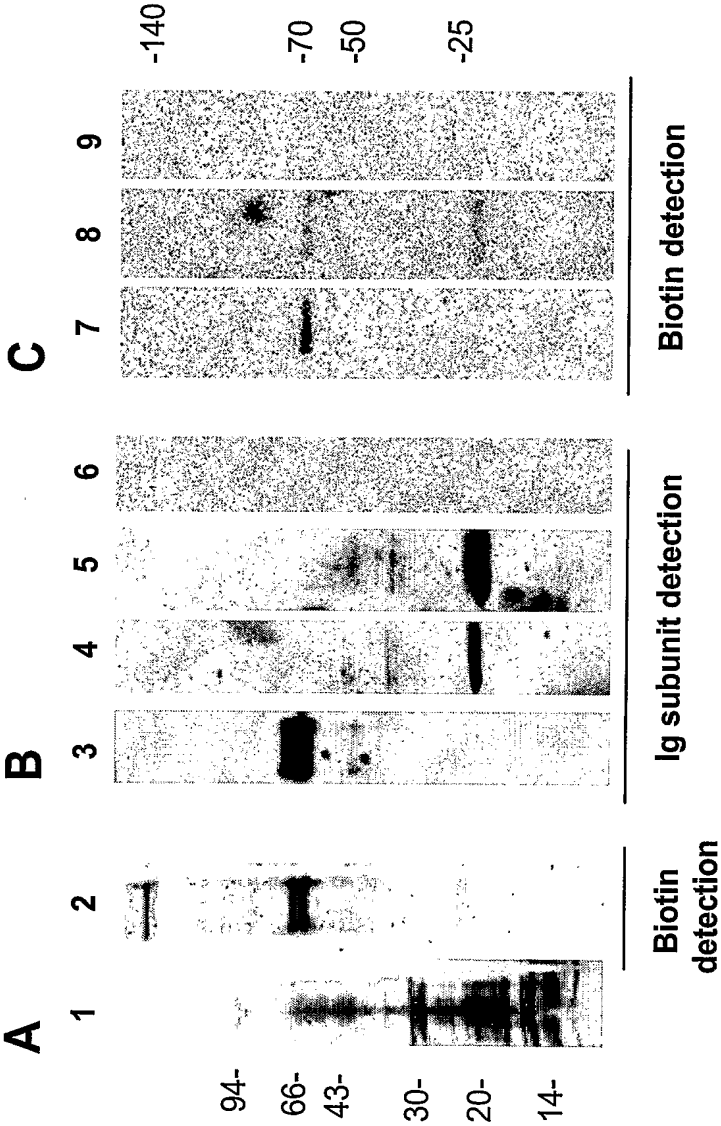 A
B
C
1
2
3
4
5
6
7
8
9
94-
66-
43-
30-
20-
14-
-140
-70
-50
-25
Biotin
detection
Ig subunit detection
Biotin detection